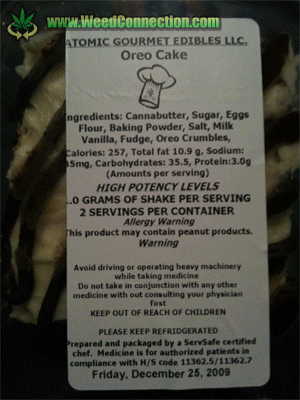 www.WeedConnection.com
ATOMIC GOURMET EDIBLES LLC.
Oreo Cake
Ingredients: Cannabutter, Sugar, Eggs
Flour, Baking Powder, Salt, Milk
Vanilla, Fudge, Oreo Crumbles,
Calories: 257, Total fat 10.9 g, Sodium:
5mg, Carbohydrates: 35.5, Protein:3.0g
(Amounts per serving)
HIGH POTENCY LEVELS
.0 GRAMS OF SHAKE PER SERVING
2 SERVINGS PER CONTAINER
Allergy Warning
This product may contain peanut products.
Warning
Avoid driving or operating heavy machinery
while taking medicine
Do not take in conjunction with any other
medicine with out consulting your physician
first
KEEP OUT OF REACH OF CHILDREN
PLEASE KEEP REFRIDGERATED
Prepared and packaged by a ServSafe certified
chef. Medicine is for authorized patients in
compliance with H/S code 11362.5/11362.7
Friday, December 25, 2009
www.WeedConnection.com